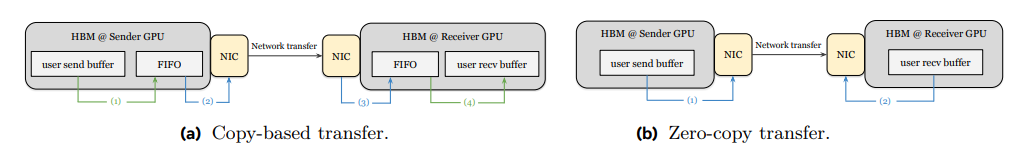 HBM @ Sender GPU
user send buffer
FIFO
NIC
Network transfer
NIC
HBM @ Receiver GPU
FIFO
user recv buffer
(1)
(2)
(3)
(4)
(a) Copy-based transfer.
HBM @ Sender GPU
user send buffer
NIC
Network transfer
NIC
HBM @ Receiver GPU
user recv buffer
(1)
(2)
(b) Zero-copy transfer.